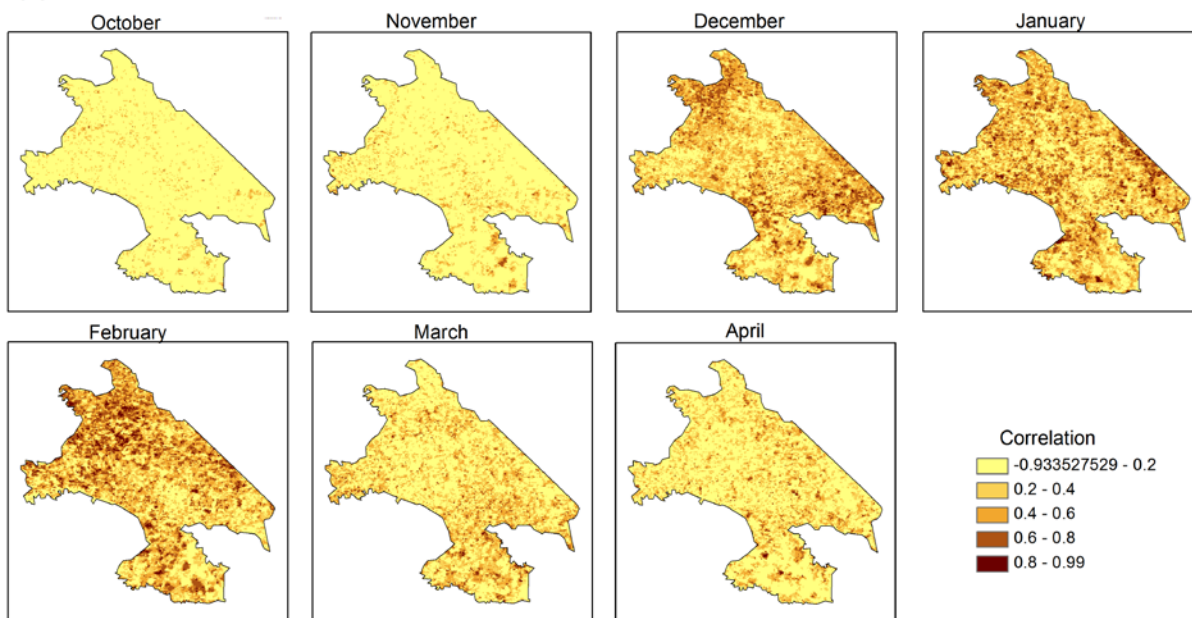 October
November
December
January
February
March
April
Correlation
-0.933527529 - 0.2
0.2 - 0.4
0.4 - 0.6
0.6 - 0.8
0.8 - 0.99